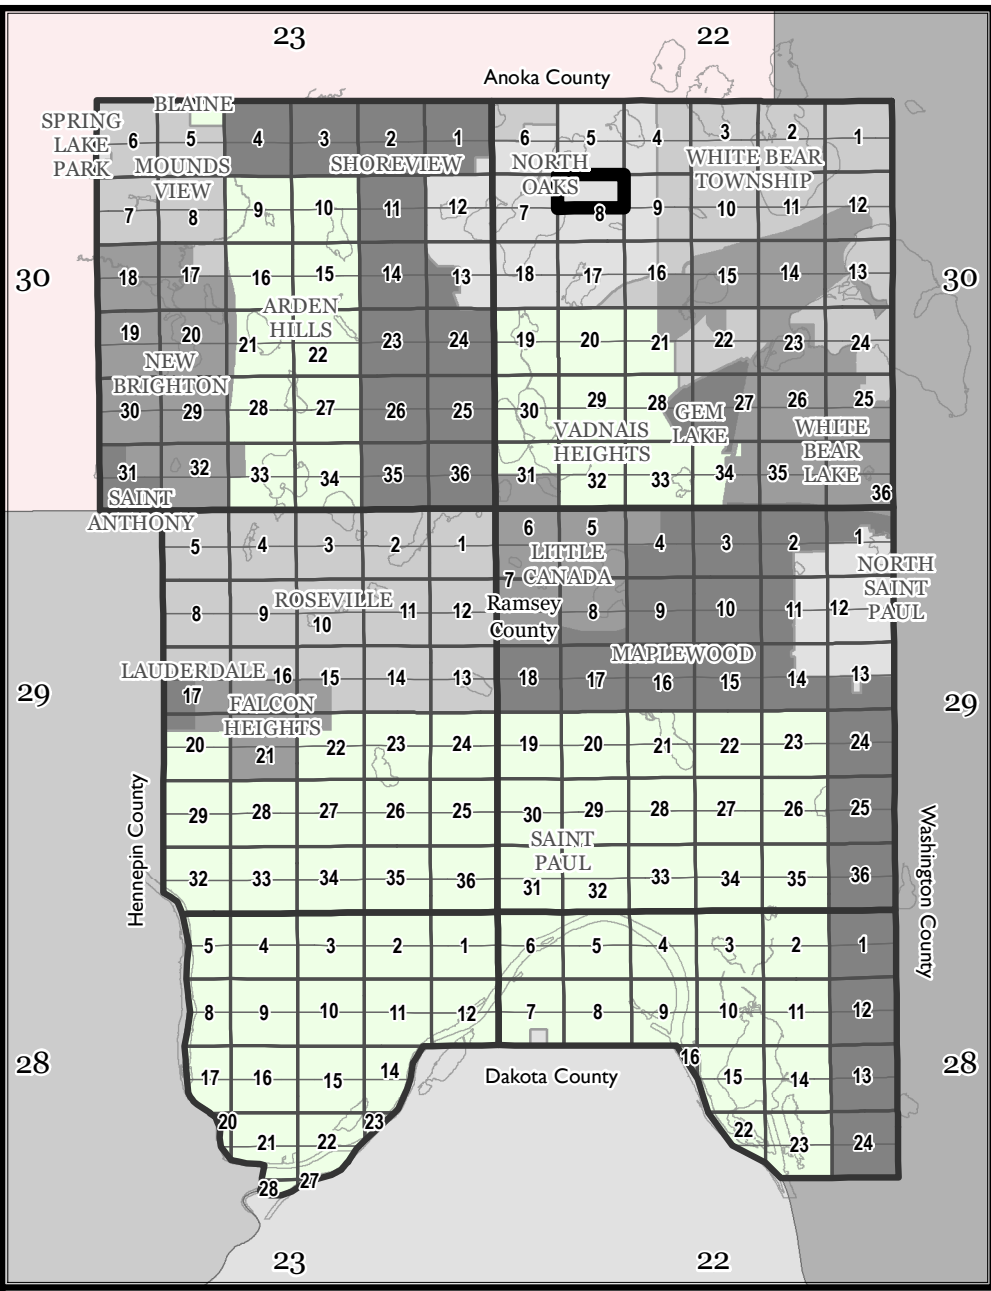 23 22
Anoka County
BLAINE
SPRING
LAKE
PARK
6 5 4 3 2 1 6 5 4 3 2 1
MOUNDS
VIEW
SHOREVIEW
NORTH
OAKS
WHITE BEAR
TOWNSHIP
7 8 9 10 11 12 7 8 9 10 11 12
30 18 17 16 15 14 13 18 17 16 15 14 13 30
ARDEN
HILLS
19 20 21 22 23 24 19 20 21 22 23 24
NEW
BRIGHTON
30 29 28 27 26 25 30 29 28 27 26 25
GEM
LAKE
VADNAIS
HEIGHTS
WHITE
BEAR
LAKE
31 32 33 34 35 36 31 32 33 34 35 36
SAINT
ANTHONY
5 4 3 2 1 6 5 4 3 2 1
LITTLE
CANADA
NORTH
SAINT
PAUL
8 9 10 11 12 7 8 9 10 11 12
ROSEVILLE
Ramsey
County
MAPLEWOOD
LAUDERDALE
29 17 16 15 14 13 18 17 16 15 14 13 29
FALCON
HEIGHTS
20 21 22 23 24 19 20 21 22 23 24
29 28 27 26 25 30 29 28 27 26 25
Hennepin County
Washington County
SAINT
PAUL
32 33 34 35 36 31 32 33 34 35 36
5 4 3 2 1 6 5 4 3 2 1
8 9 10 11 12 7 8 9 10 11 12
28 17 16 15 14 16 15 14 13 28
Dakota County
20 21 22 23 22 23 24
28 27
23 22